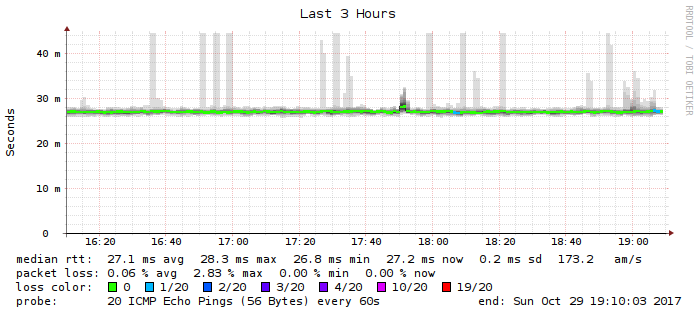 Last 3 Hours
RRDTOOL / TOBI OETIKER
Seconds
40 m
30 m
20 m
10 m
0
16:20 16:40 17:00 17:20 17:40 18:00 18:20 18:40 19:00
median rtt: 27.1 ms avg 28.3 ms max 26.8 ms min 27.2 ms now 0.2 ms sd 173.2 am/s
packet loss: 0.06 % avg 2.83 % max 0.00 % min 0.00 % now
loss color: 0 1/20 2/20 3/20 4/20 10/20 19/20
probe: 20 ICMP Echo Pings (56 Bytes) every 60s end: Sun Oct 29 19:10:03 2017